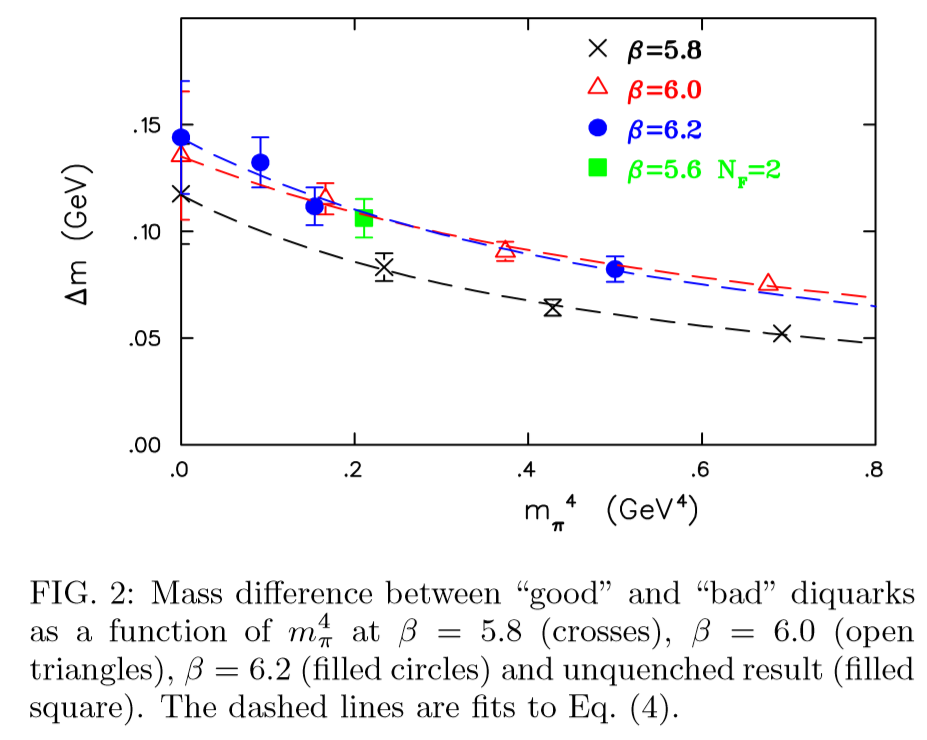 β=5.8
β=6.0
β=6.2
β=5.6 N_F=2
.15
.10
.05
.00
Δm (GeV)
.0 .2 .4 .6 .8
m_π^4 (GeV^4)
FIG. 2: Mass difference between “good” and “bad” diquarks
as a function of m_π^4 at β = 5.8 (crosses), β = 6.0 (open
triangles), β = 6.2 (filled circles) and unquenched result (filled
square). The dashed lines are fits to Eq. (4).